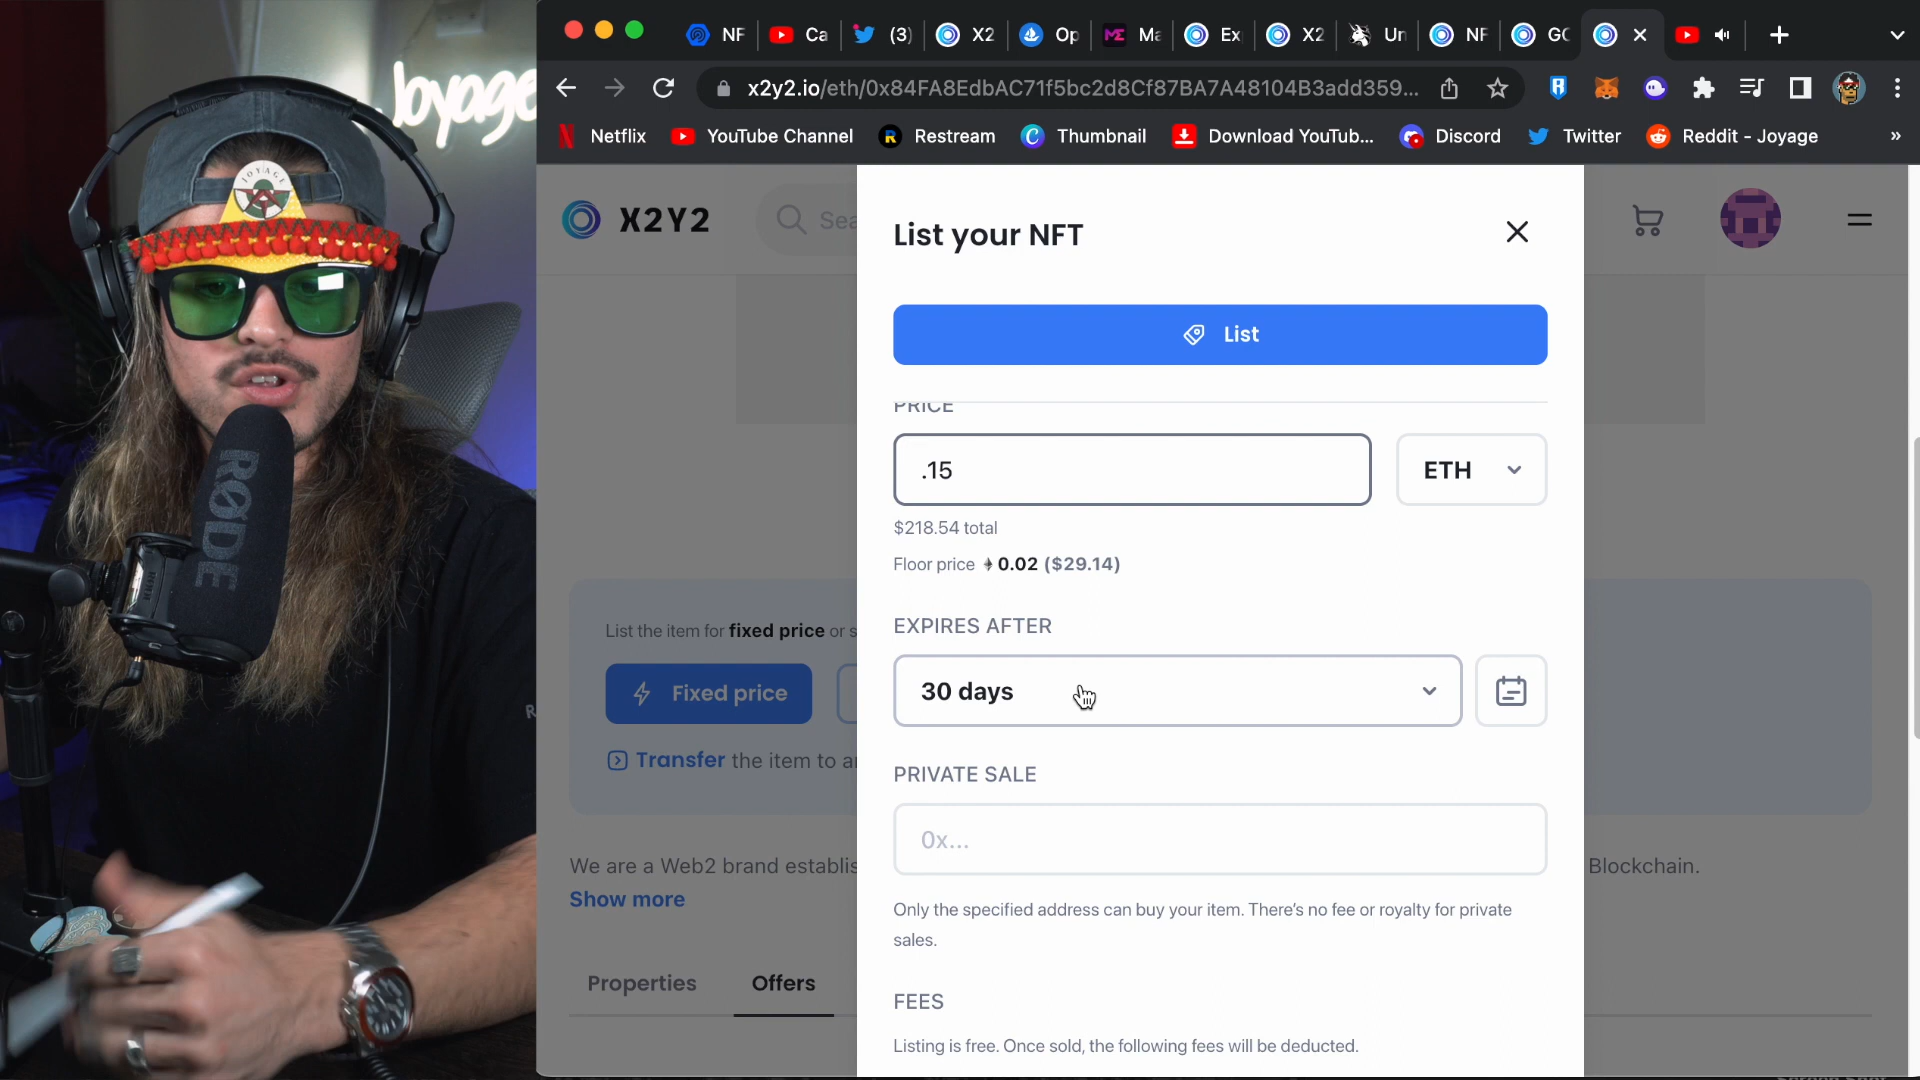 joyage
JOYAGE
RØDE
NF
Ca
(3)
X2
Op
Ma
Ex
X2
Un
NF
GO
x2y2.io/eth/0x84FA8EdbAC71f5bc2d8Cf87BA7A48104B3add359...
Netflix
YouTube Channel
Restream
Thumbnail
Download YouTub...
Discord
Twitter
Reddit - Joyage
»
X2Y2
Sea
List your NFT
List
PRICE
.15
ETH
$218.54 total
Floor price 0.02 ($29.14)
EXPIRES AFTER
30 days
PRIVATE SALE
0x...
Only the specified address can buy your item. There's no fee or royalty for private
sales.
FEES
Listing is free. Once sold, the following fees will be deducted.
List the item for fixed price or s
Fixed price
Transfer the item to a
We are a Web2 brand establis
Blockchain.
Show more
Properties
Offers